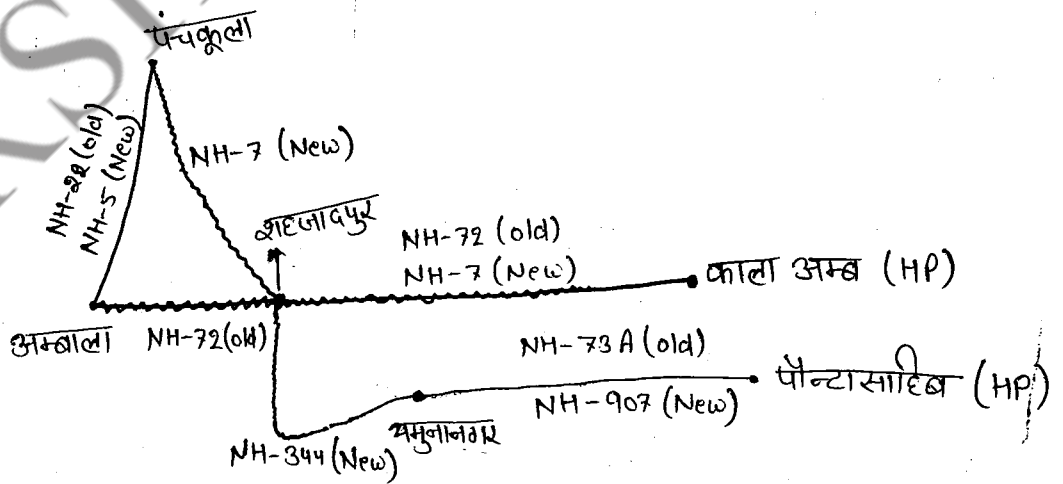 पंचकूला
NH-22 (old)
NH-5 (New)
NH-7 (New)
शहजादपुर
NH-72 (old)
NH-7 (New)
काला अम्ब (HP)
अम्बाला
NH-72 (old)
NH-73 A (old)
NH-907 (New)
पौन्टासाहिब (HP)
यमुनानगर
NH-344 (New)